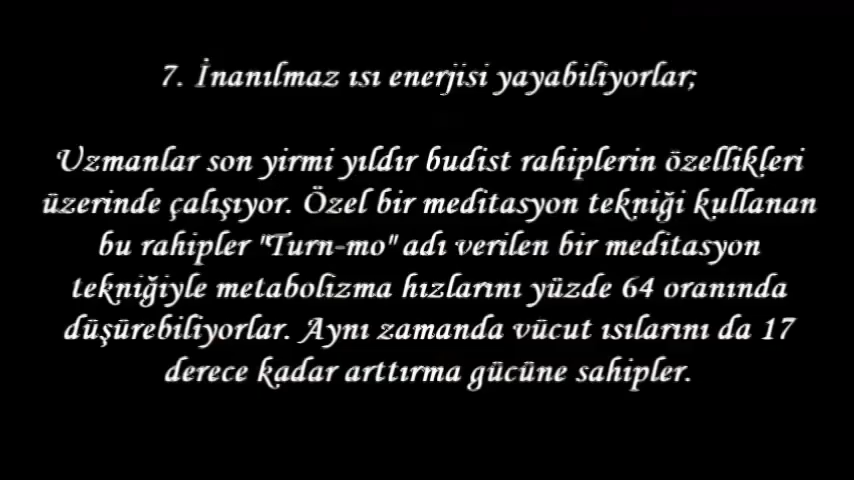 7. İnanılmaz ısı enerjisi yayabiliyorlar;
Uzmanlar son yirmi yıldır budist rahiplerin özellikleri
üzerinde çalışıyor. Özel bir meditasyon tekniği kullanan
bu rahipler "Turn-mo" adı verilen bir meditasyon
tekniğiyle metabolizma hızlarını yüzde 64 oranında
düşürebiliyorlar. Aynı zamanda vücut ısılarını da 17
derece kadar arttırma gücüne sahipler.